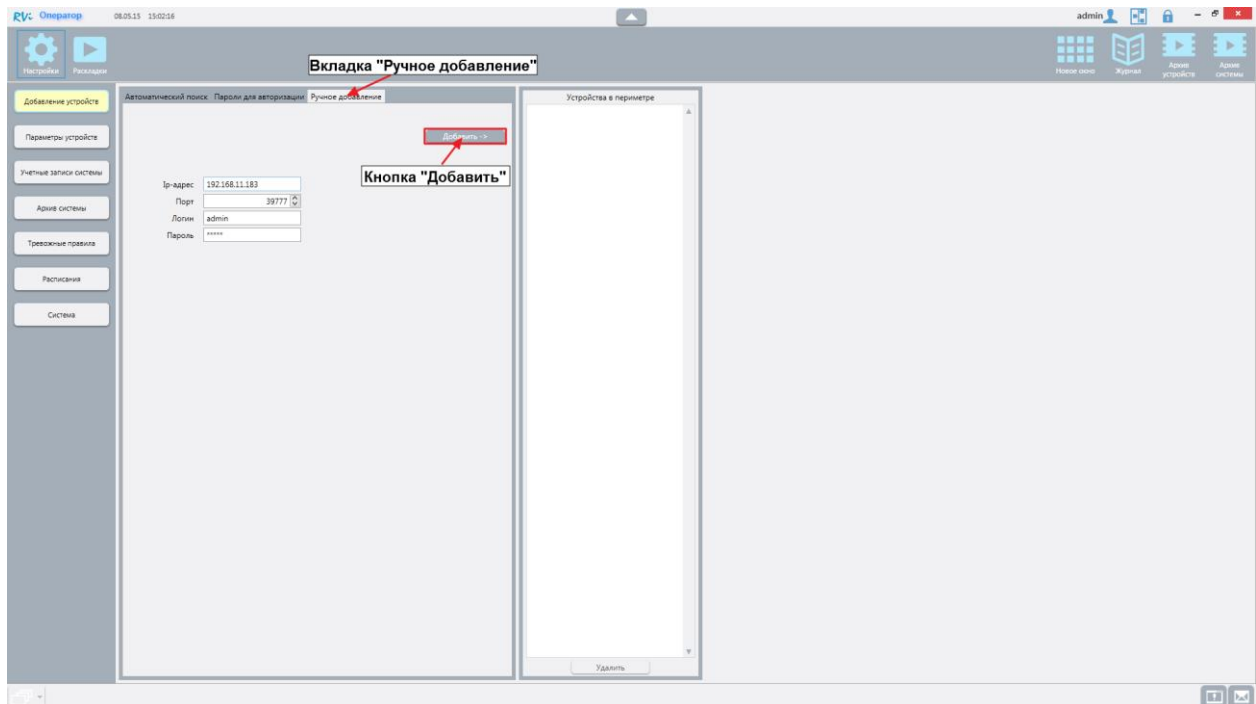 RVi Оператор 08.05.15 15:02:16 admin
Настройки Раскладки
Вкладка "Ручное добавление"
Новое окно Журнал Архив устройств Архив системы
Добавление устройств
Параметры устройств
Учетные записи системы
Архив системы
Тревожные правила
Расписания
Система
Автоматический поиск Пароли для авторизации Ручное добавление
Добавить ->
Кнопка "Добавить"
Ip-адрес 192.168.11.183
Порт 39777
Логин admin
Пароль *****
Устройства в периметре
Удалить